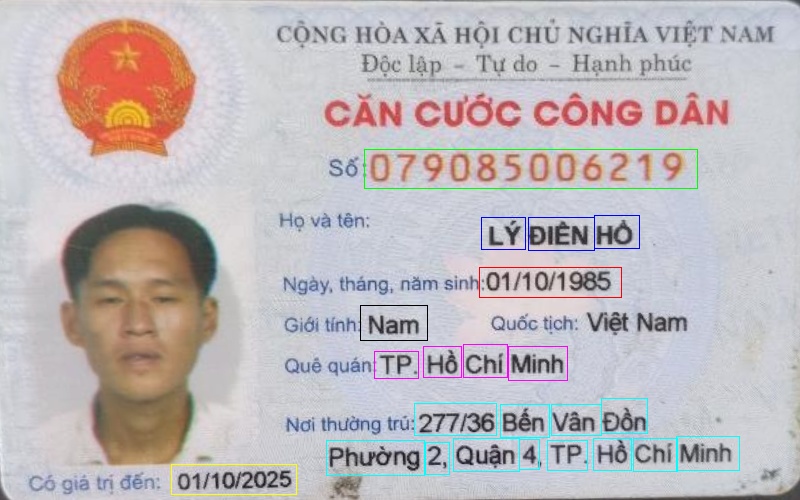 CỘNG HÒA XÃ HỘI CHỦ NGHĨA VIỆT NAM
Độc lập – Tự do – Hạnh phúc
CĂN CƯỚC CÔNG DÂN
Số: 079085006219
Họ và tên:
LÝ ĐIỀN HỒ
Ngày, tháng, năm sinh: 01/10/1985
Giới tính: Nam Quốc tịch: Việt Nam
Quê quán: TP. Hồ Chí Minh
Nơi thường trú: 277/36 Bến Vân Đồn
Phường 2, Quận 4, TP. Hồ Chí Minh
Có giá trị đến: 01/10/2025